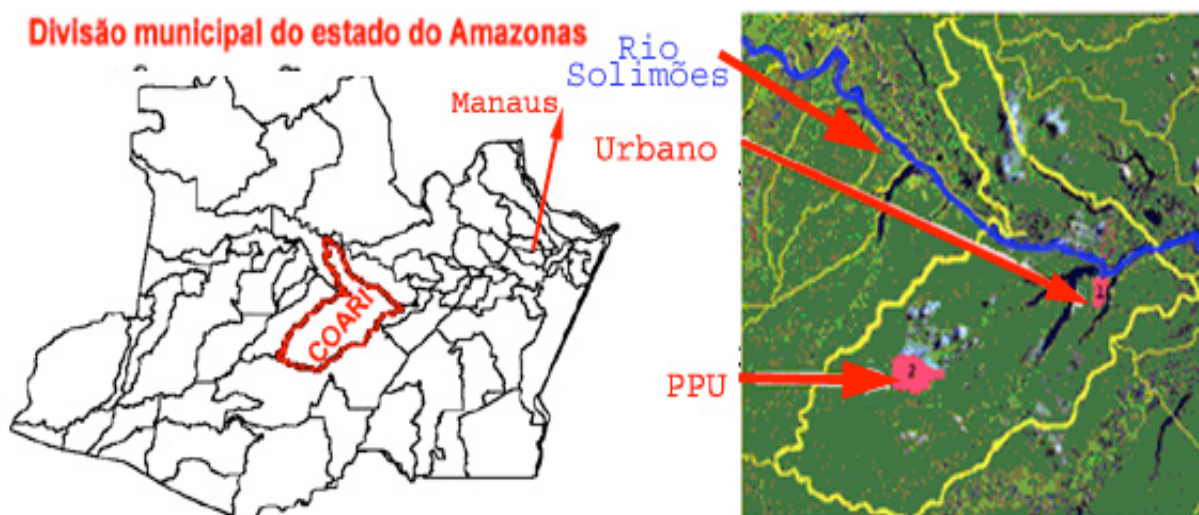 Divisão municipal do estado do Amazonas
Manaus
COARI
Rio
Solimões
Urbano
PPU
1
2